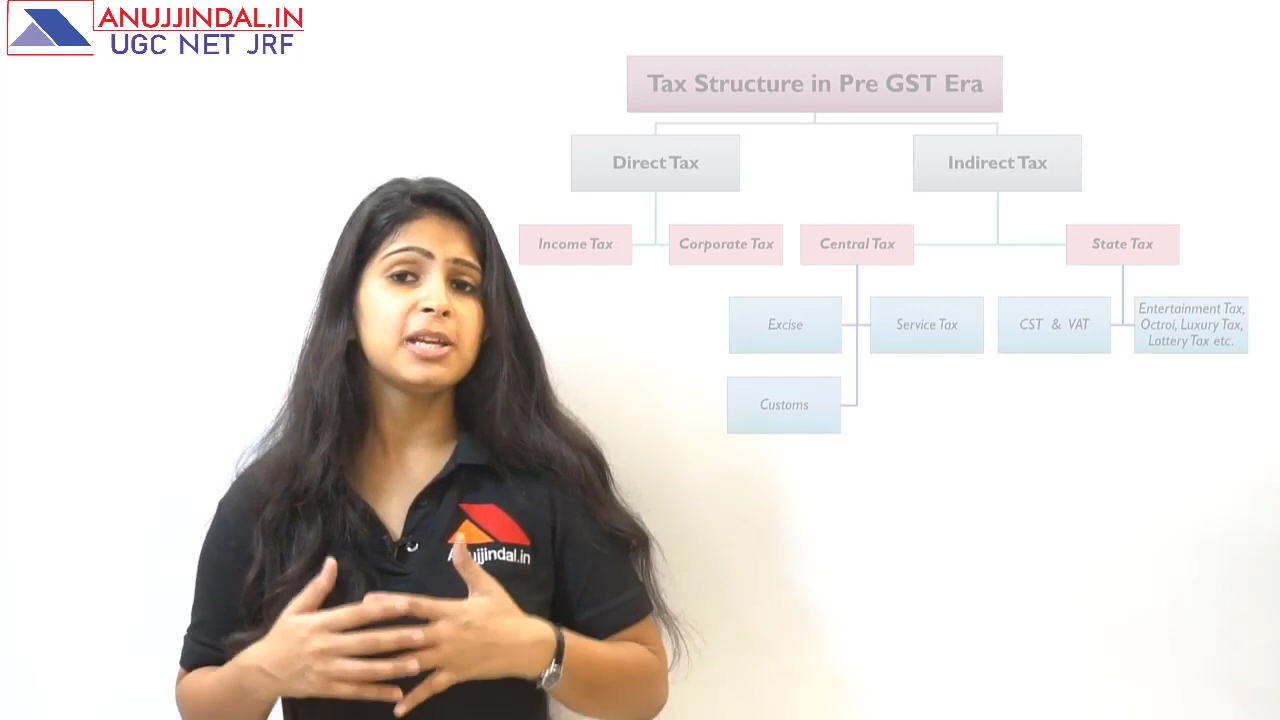 ANUJJINDAL.IN
UGC NET JRF
Tax Structure in Pre GST Era
Direct Tax
Indirect Tax
Income Tax
Corporate Tax
Central Tax
State Tax
Excise
Service Tax
CST & VAT
Entertainment Tax,
Octroi, Luxury Tax,
Lottery Tax etc.
Customs
Anujjindal.in